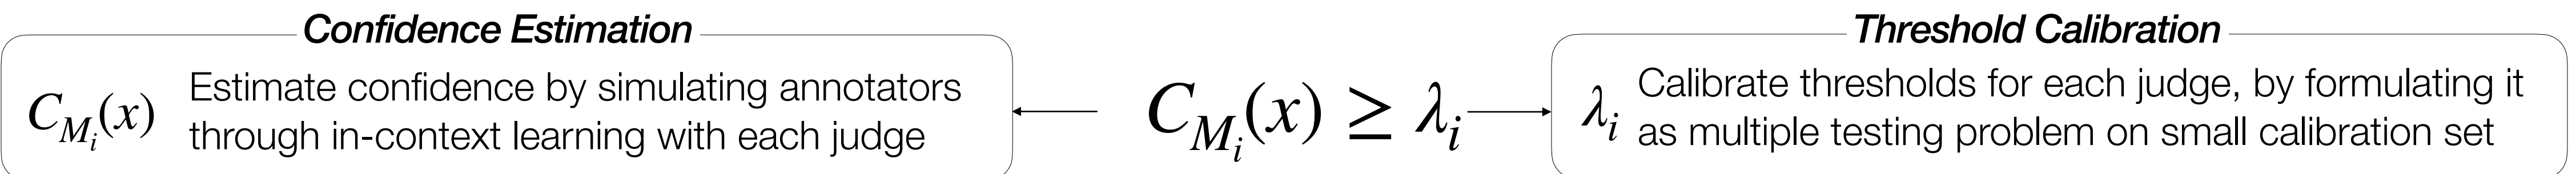 Confidence Estimation
C_{M_i}(x) Estimate confidence by simulating annotators
through in-context learning with each judge
C_{M_i}(x) ≥ λ_i
Threshold Calibration
λ_i Calibrate thresholds for each judge, by formulating it
as multiple testing problem on small calibration set